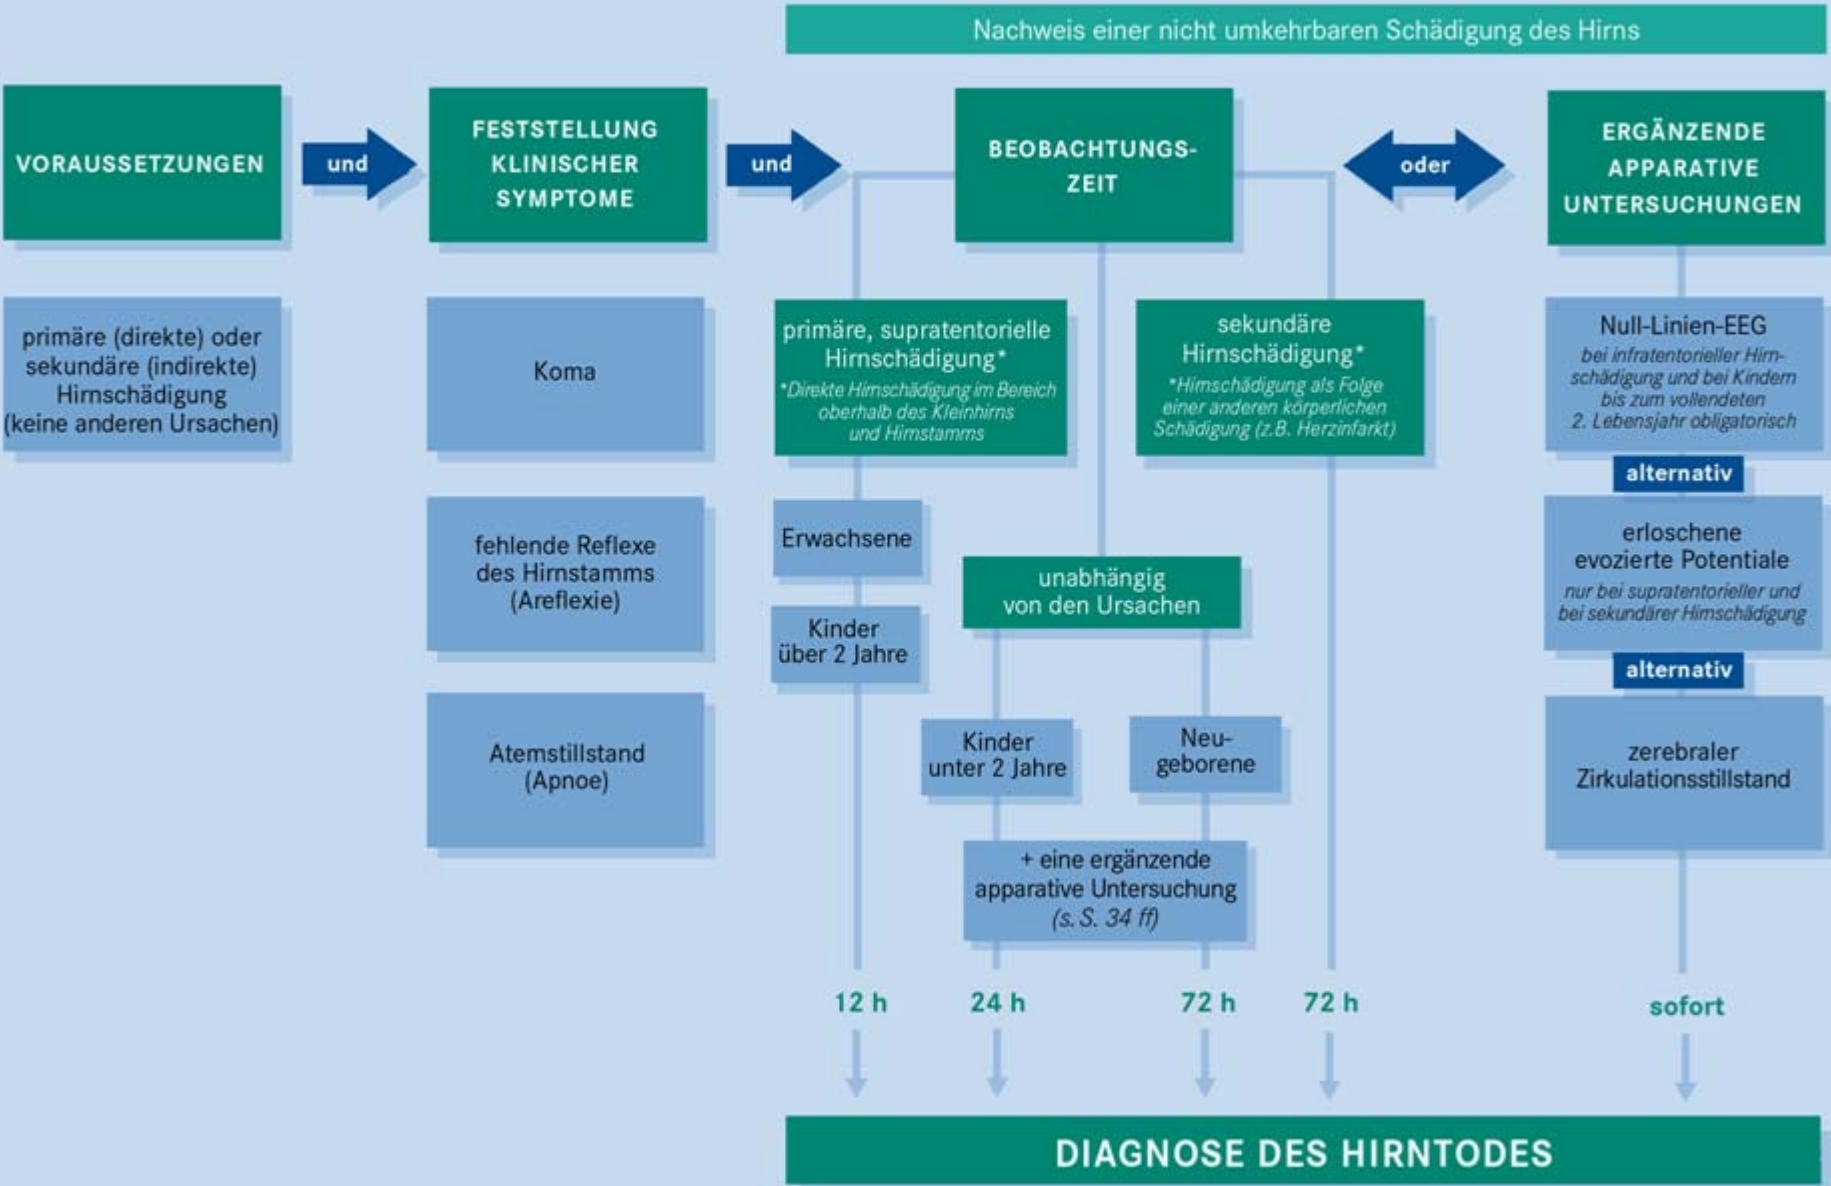 Nachweis einer nicht umkehrbaren Schädigung des Hirns
VORAUSSETZUNGEN
und
FESTSTELLUNG
KLINISCHER
SYMPTOME
und
BEOBACHTUNGS-
ZEIT
oder
ERGÄNZENDE
APPARATIVE
UNTERSUCHUNGEN
primäre (direkte) oder
sekundäre (indirekte)
Hirnschädigung
(keine anderen Ursachen)
Koma
fehlende Reflexe
des Hirnstamms
(Areflexie)
Atemstillstand
(Apnoe)
primäre, supratentorielle
Hirnschädigung*
*Direkte Hirnschädigung im Bereich
oberhalb des Kleinhirns
und Hirnstamms
Erwachsene
Kinder
über 2 Jahre
unabhängig
von den Ursachen
Kinder
unter 2 Jahre
Neu-
geborene
+ eine ergänzende
apparative Untersuchung
(s. S. 34 ff)
sekundäre
Hirnschädigung*
*Hirnschädigung als Folge
einer anderen körperlichen
Schädigung (z.B. Herzinfarkt)
Null-Linien-EEG
bei infratentorieller Hirn-
schädigung und bei Kindern
bis zum vollendeten
2. Lebensjahr obligatorisch
alternativ
erloschene
evozierte Potentiale
nur bei supratentorieller und
bei sekundärer Hirnschädigung
alternativ
zerebraler
Zirkulationsstillstand
12 h
24 h
72 h
72 h
sofort
DIAGNOSE DES HIRNTODES